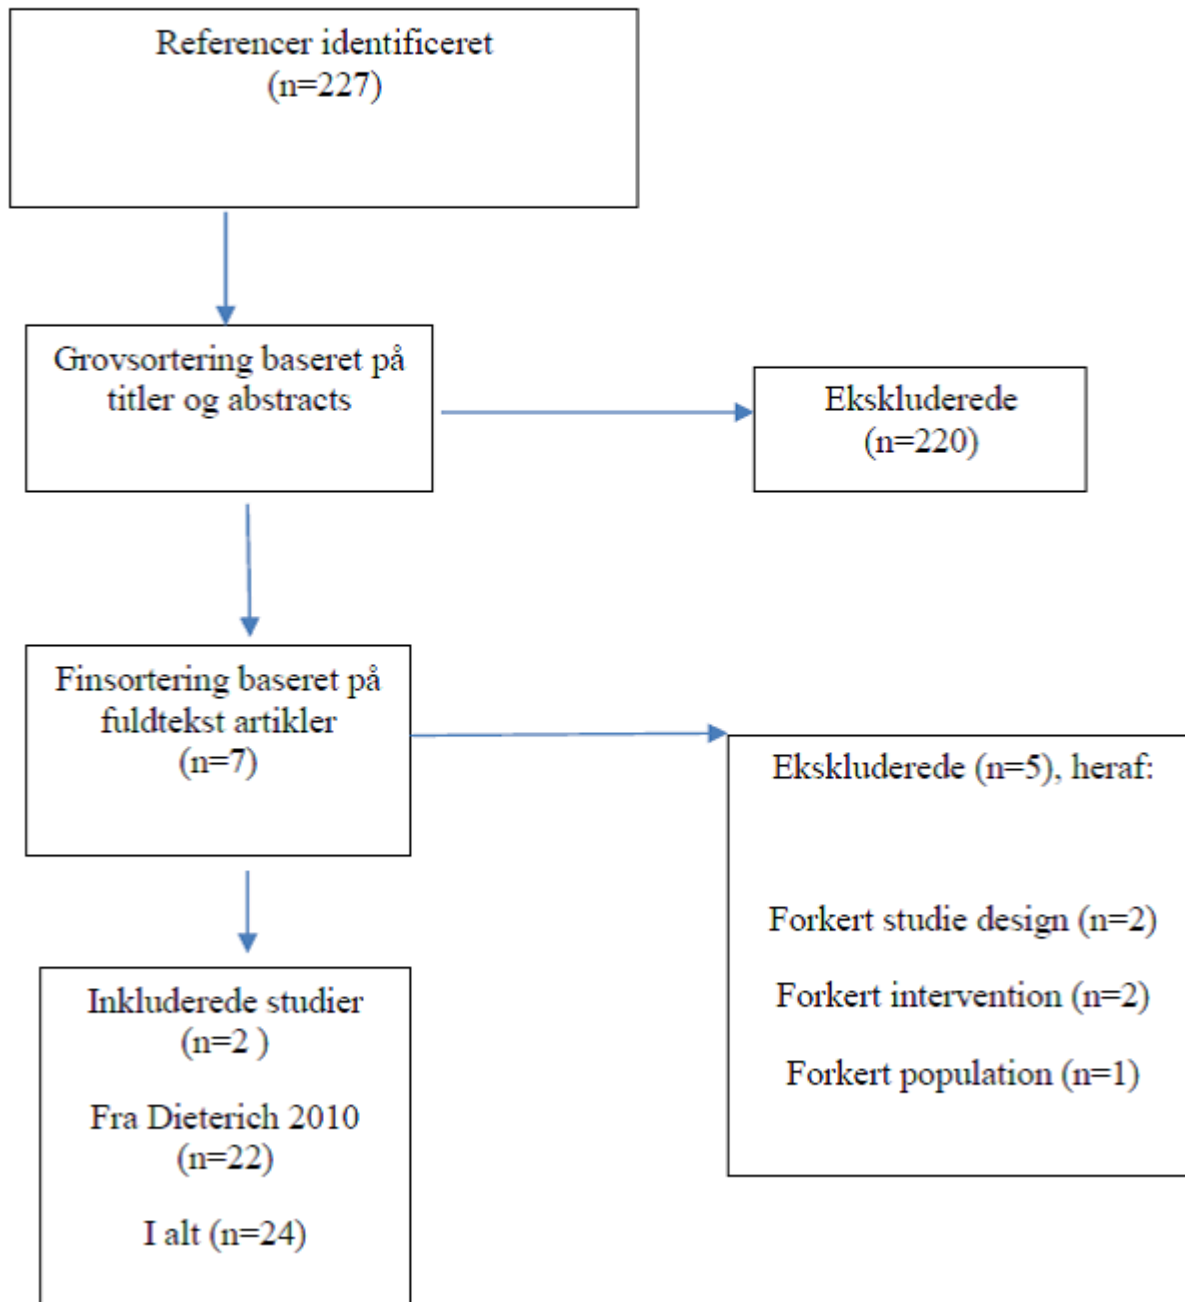 Referencer identificeret
(n=227)
Grovsortering baseret på
titler og abstracts
Ekskluderede
(n=220)
Finsortering baseret på
fuldtekst artikler
(n=7)
Ekskluderede (n=5), heraf:
Forkert studie design (n=2)
Forkert intervention (n=2)
Forkert population (n=1)
Inkluderede studier
(n=2 )
Fra Dieterich 2010
(n=22)
I alt (n=24)